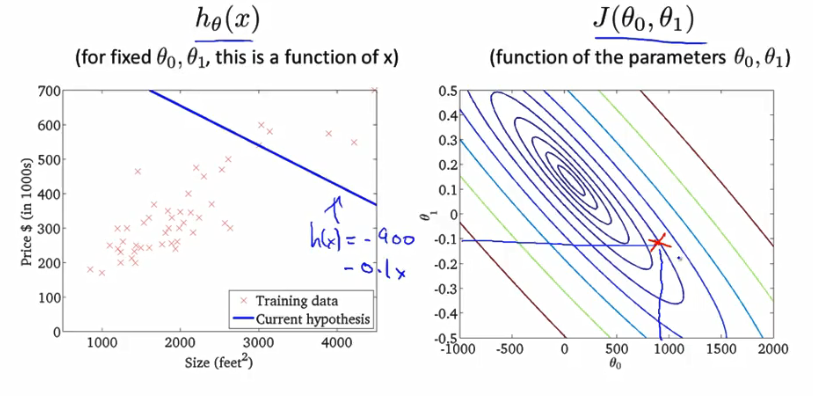 h_θ(x)
(for fixed θ₀, θ₁, this is a function of x)
700
600
500
400
300
200
100
0
Price $ (in 1000s)
1000
2000
3000
4000
Size (feet²)
Training data
Current hypothesis
h(x) = - 900
- 0.1x
J(θ₀, θ₁)
(function of the parameters θ₀, θ₁)
0.5
0.4
0.3
0.2
0.1
0
-0.1
-0.2
-0.3
-0.4
-0.5
θ₁
-1000
-500
0
500
1000
1500
2000
θ₀